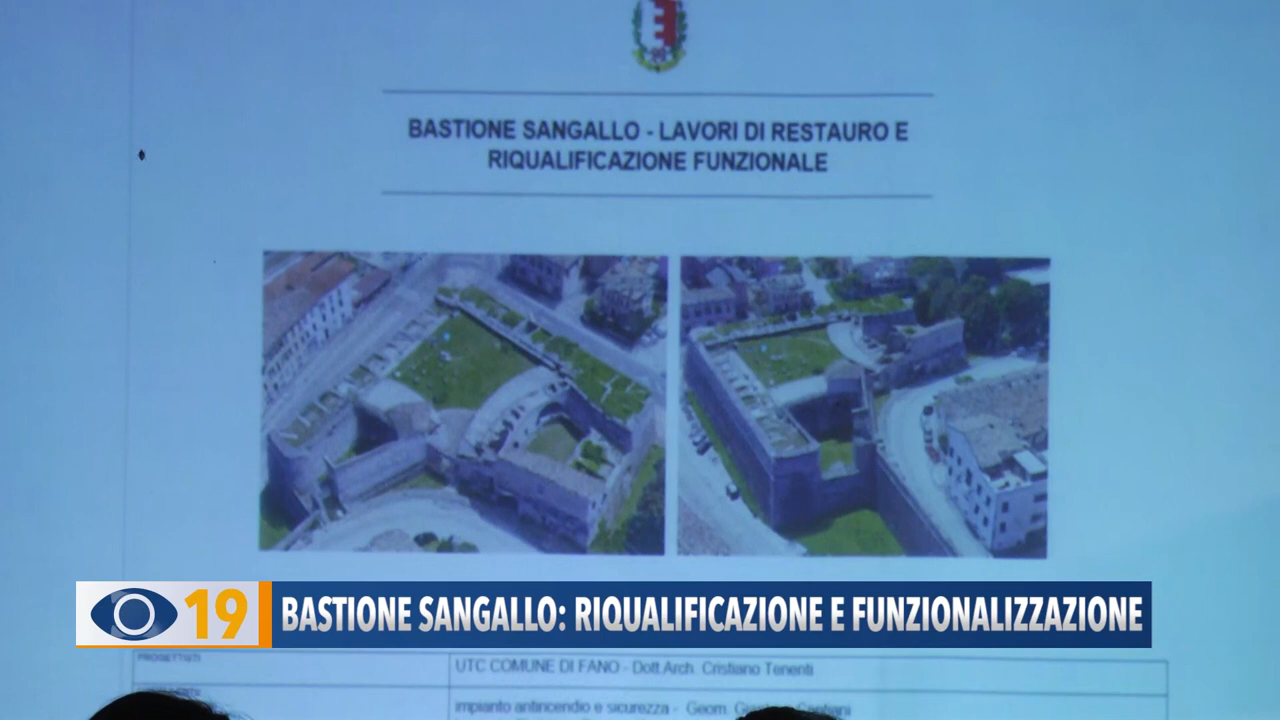 BASTIONE SANGALLO - LAVORI DI RESTAURO E
RIQUALIFICAZIONE FUNZIONALE
19 BASTIONE SANGALLO: RIQUALIFICAZIONE E FUNZIONALIZZAZIONE
PROGETTISTI
UTC COMUNE DI FANO - Dott.Arch. Cristiano Tenenti
impianto antincendio e sicurezza - Geom.